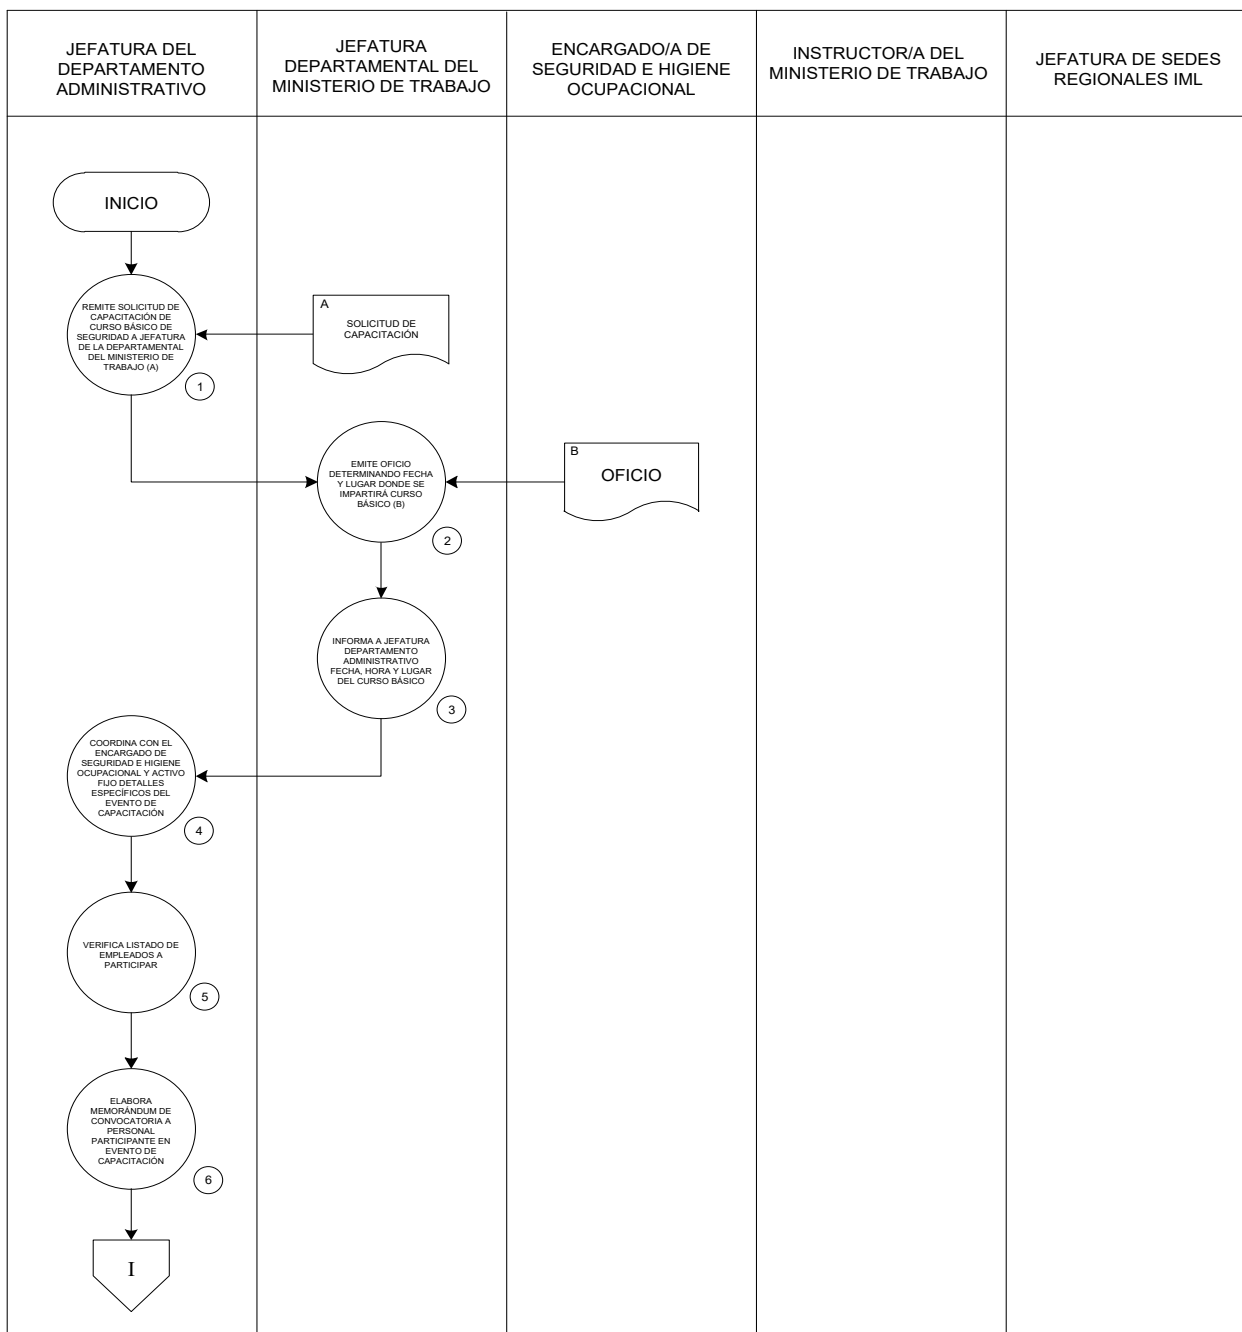 JEFATURA DEL
DEPARTAMENTO
ADMINISTRATIVO
JEFATURA
DEPARTAMENTAL DEL
MINISTERIO DE TRABAJO
ENCARGADO/A DE
SEGURIDAD E HIGIENE
OCUPACIONAL
INSTRUCTOR/A DEL
MINISTERIO DE TRABAJO
JEFATURA DE SEDES
REGIONALES IML
INICIO
REMITE SOLICITUD DE
CAPACITACIÓN DE
CURSO BÁSICO DE
SEGURIDAD A JEFATURA
DE LA DEPARTAMENTAL
DEL MINISTERIO DE
TRABAJO (A)
1
A
SOLICITUD DE
CAPACITACIÓN
EMITE OFICIO
DETERMINANDO FECHA
Y LUGAR DONDE SE
IMPARTIRÁ CURSO
BÁSICO (B)
2
B
OFICIO
INFORMA A JEFATURA
DEPARTAMENTO
ADMINISTRATIVO
FECHA, HORA Y LUGAR
DEL CURSO BÁSICO
3
COORDINA CON EL
ENCARGADO DE
SEGURIDAD E HIGIENE
OCUPACIONAL Y ACTIVO
FIJO DETALLES
ESPECÍFICOS DEL
EVENTO DE
CAPACITACIÓN
4
VERIFICA LISTADO DE
EMPLEADOS A
PARTICIPAR
5
ELABORA
MEMORÁNDUM DE
CONVOCATORIA A
PERSONAL
PARTICIPANTE EN
EVENTO DE
CAPACITACIÓN
6
I